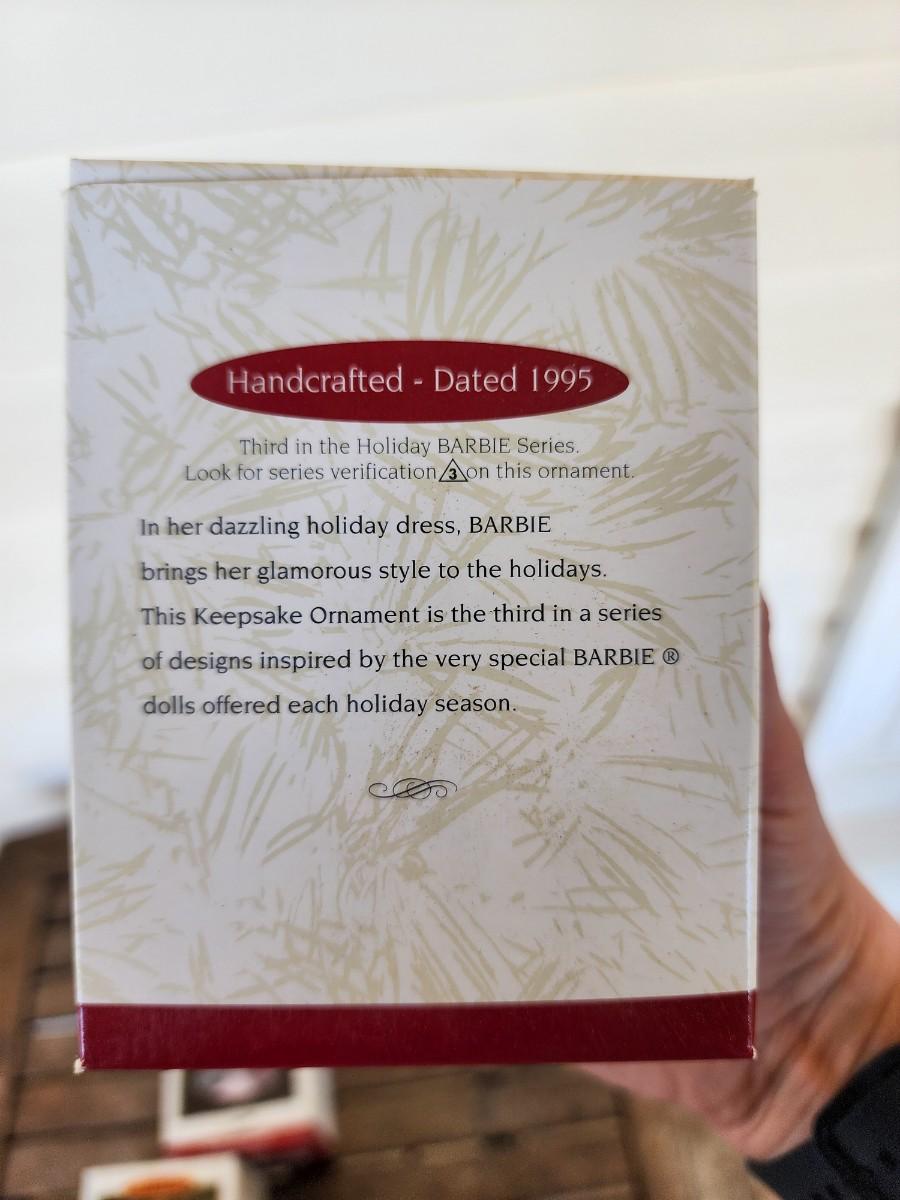 Handcrafted - Dated 1995
Third in the Holiday BARBIE Series.
Look for series verification 3 on this ornament.
In her dazzling holiday dress, BARBIE
brings her glamorous style to the holidays.
This Keepsake Ornament is the third in a series
of designs inspired by the very special BARBIE ®
dolls offered each holiday season.